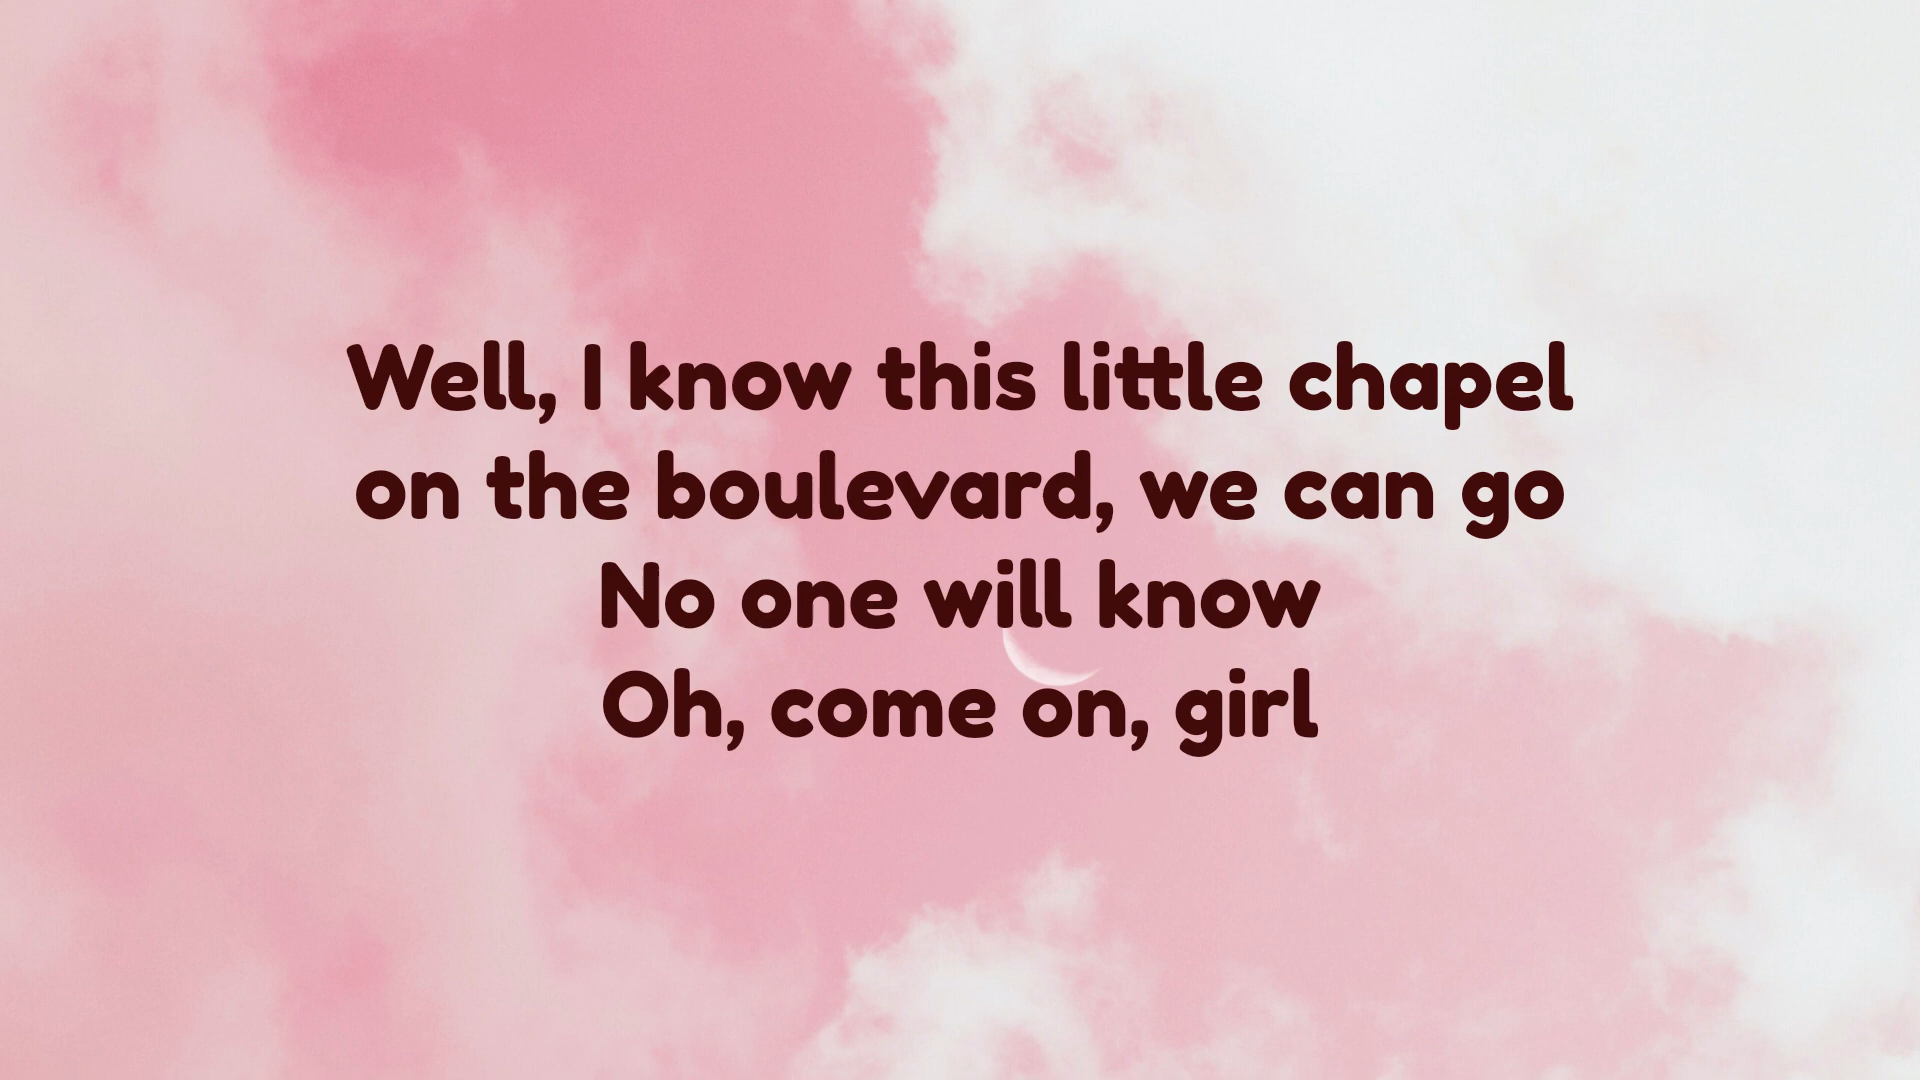 Well, I know this little chapel
on the boulevard, we can go
No one will know
Oh, come on, girl